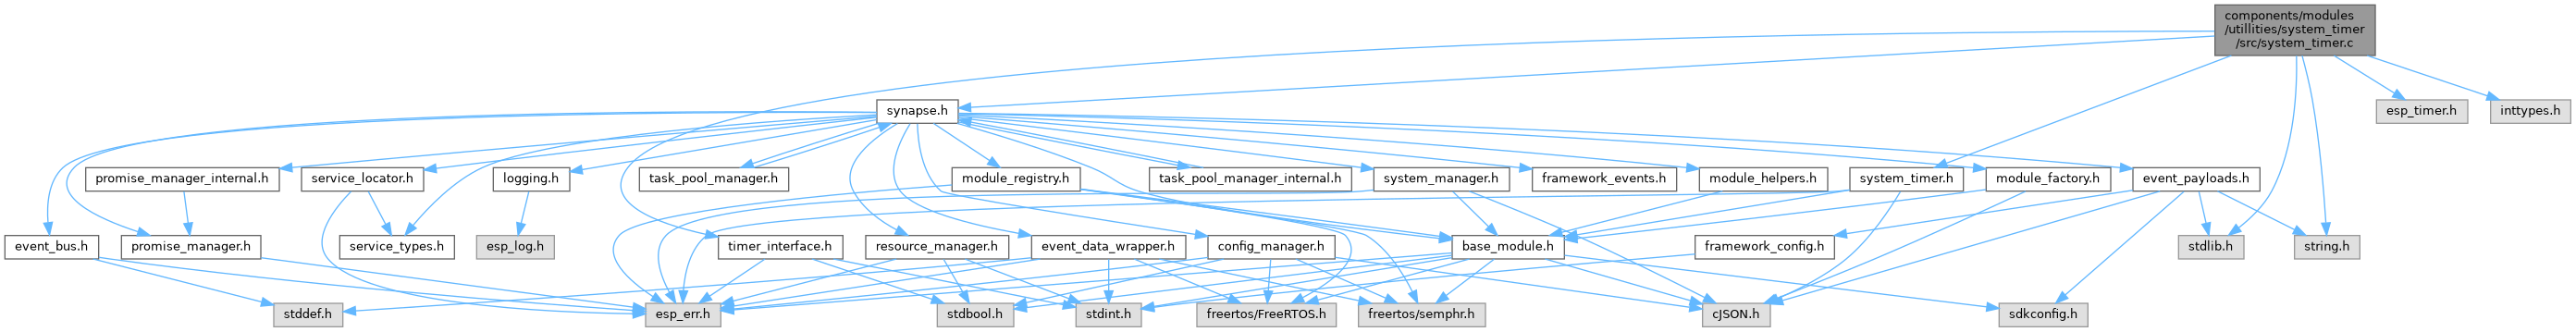 components/modules
/utillities/system_timer
/src/system_timer.c
synapse.h
esp_timer.h
inttypes.h
promise_manager_internal.h
service_locator.h
logging.h
task_pool_manager.h
module_registry.h
task_pool_manager_internal.h
system_manager.h
framework_events.h
module_helpers.h
system_timer.h
module_factory.h
event_payloads.h
event_bus.h
promise_manager.h
service_types.h
esp_log.h
timer_interface.h
resource_manager.h
event_data_wrapper.h
config_manager.h
base_module.h
framework_config.h
stdlib.h
string.h
stddef.h
esp_err.h
stdbool.h
stdint.h
freertos/FreeRTOS.h
freertos/semphr.h
cJSON.h
sdkconfig.h